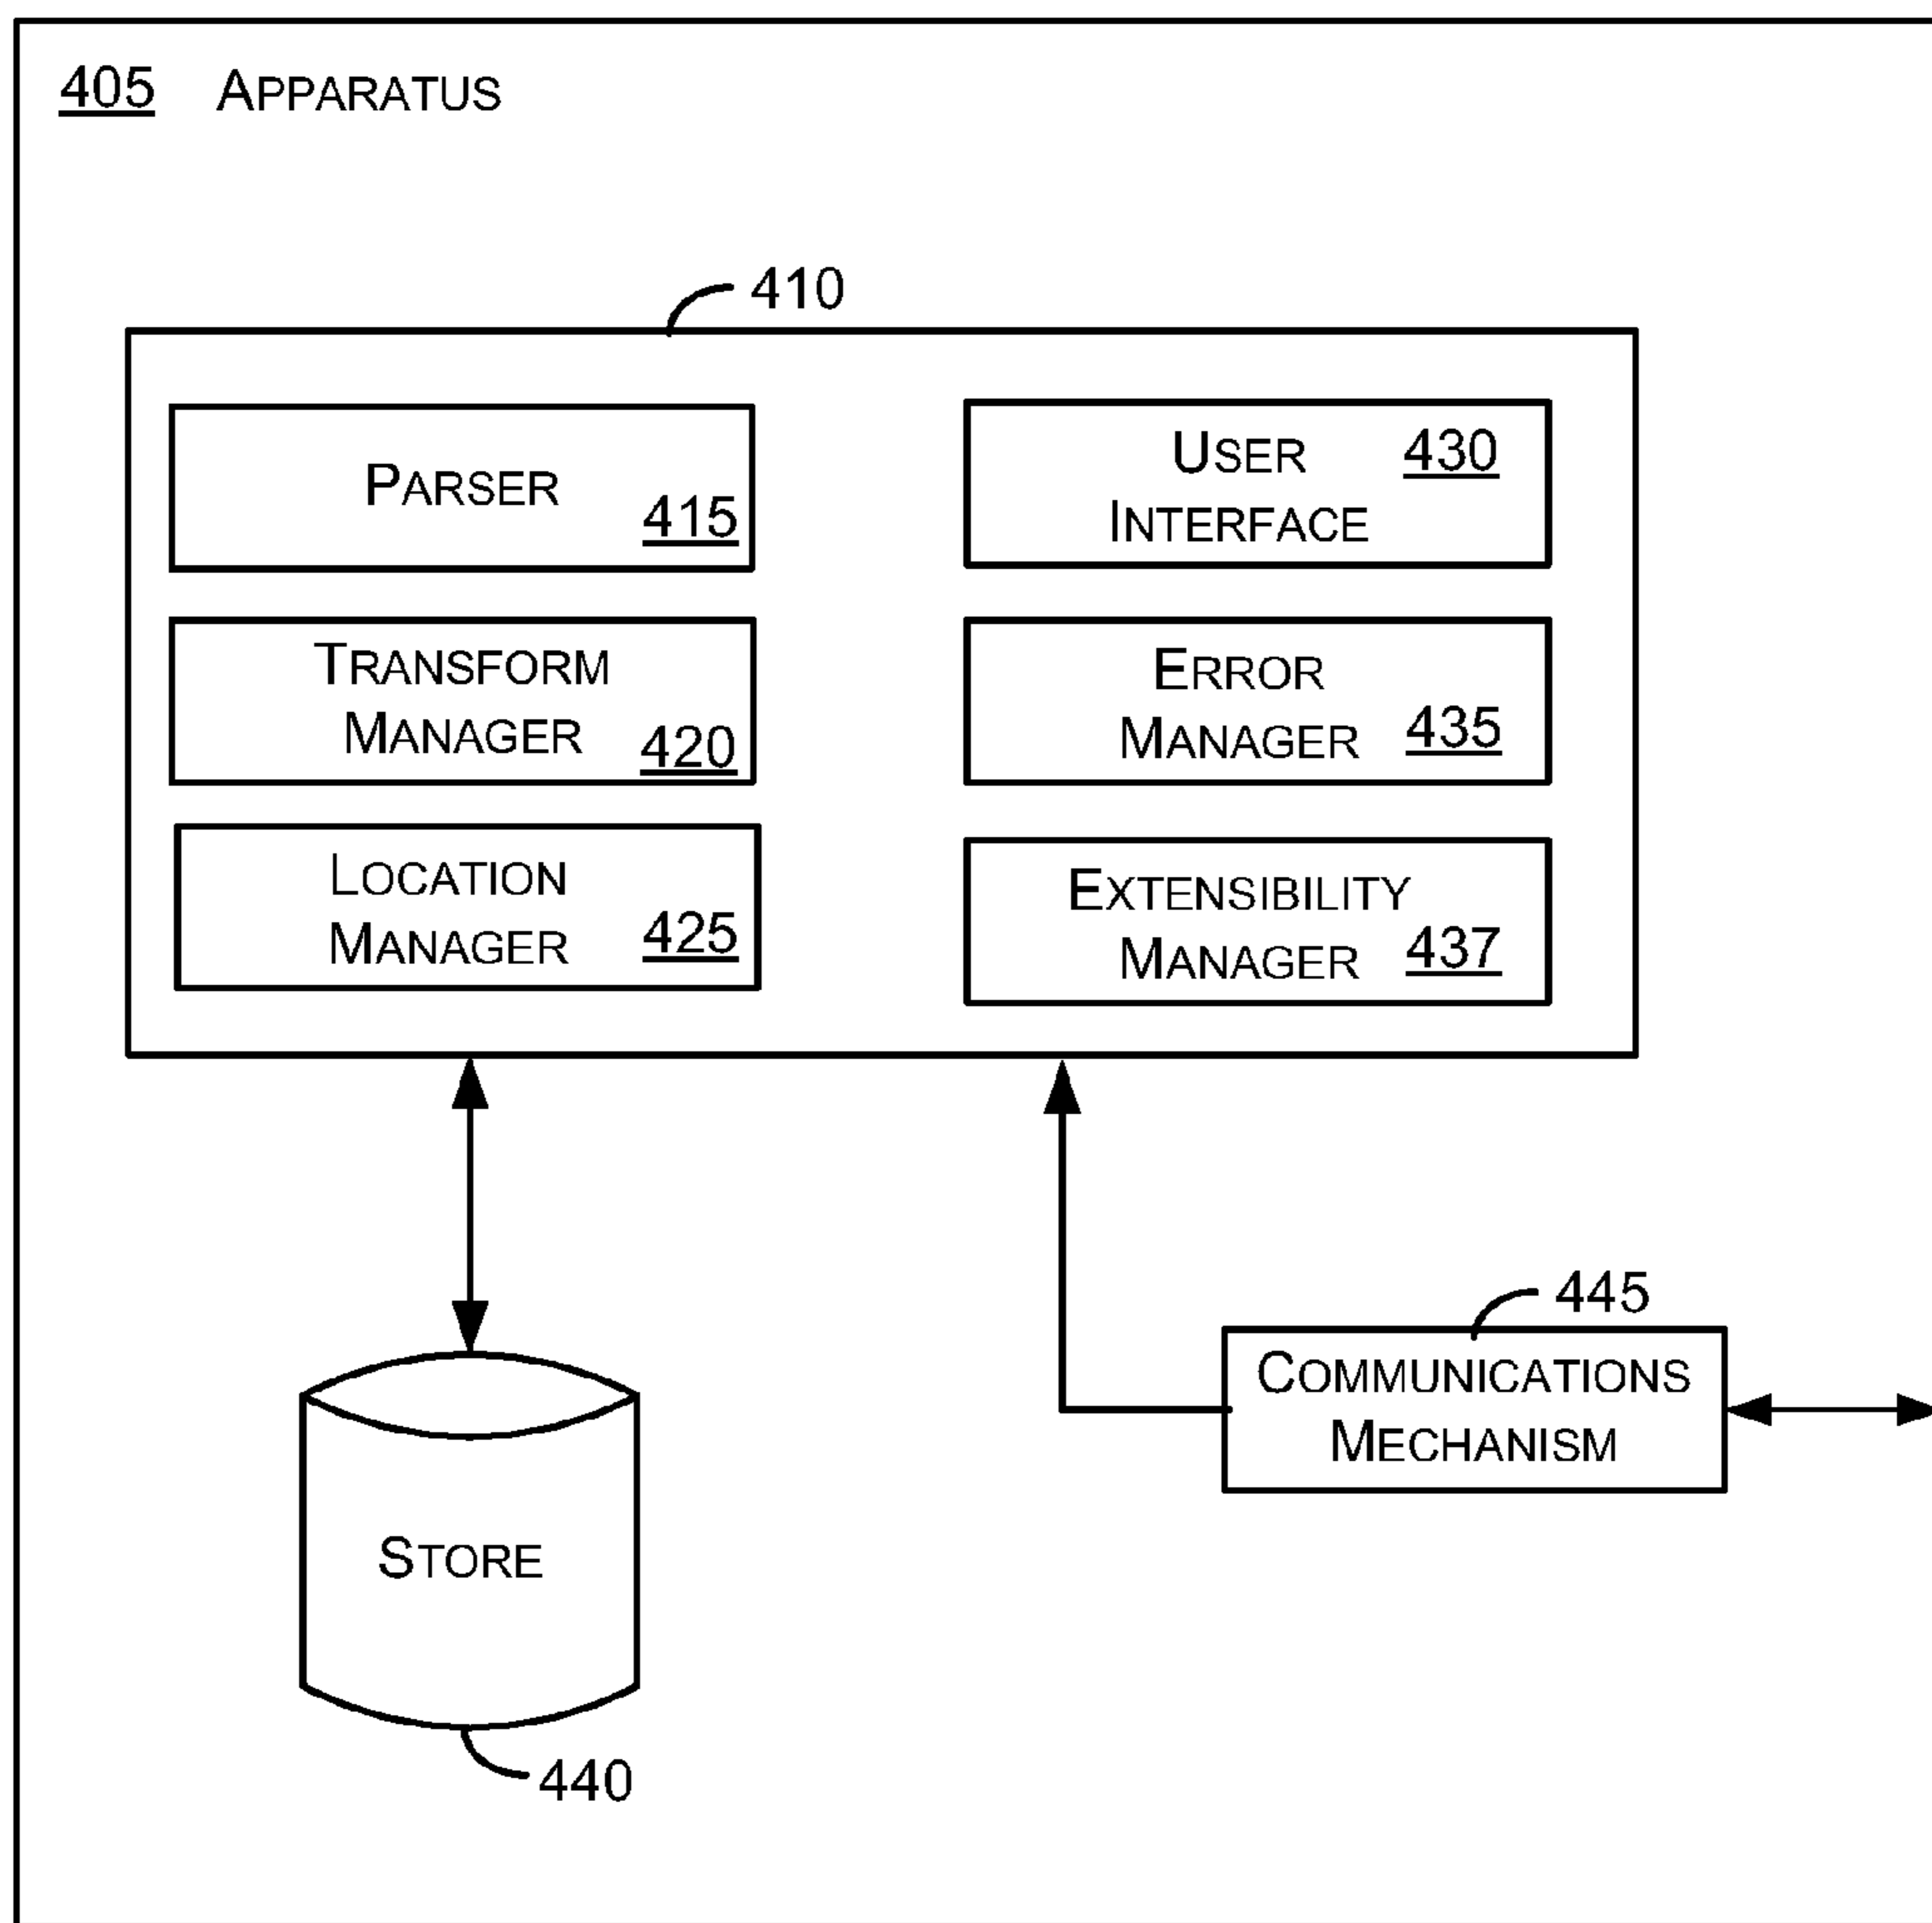 405 APPARATUS
410
PARSER
415
USER 430
INTERFACE
TRANSFORM
MANAGER 420
ERROR
MANAGER 435
LOCATION
MANAGER 425
EXTENSIBILITY
MANAGER 437
445
COMMUNICATIONS
MECHANISM
STORE
440